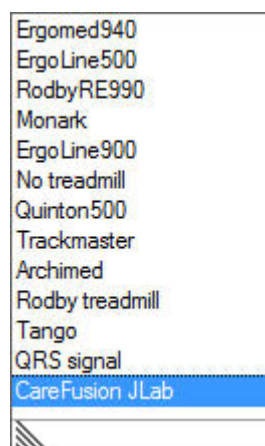 Ergomed940
ErgoLine500
RodbyRE990
Monark
ErgoLine900
No treadmill
Quinton500
Trackmaster
Archimed
Rodby treadmill
Tango
QRS signal
CareFusion JLab